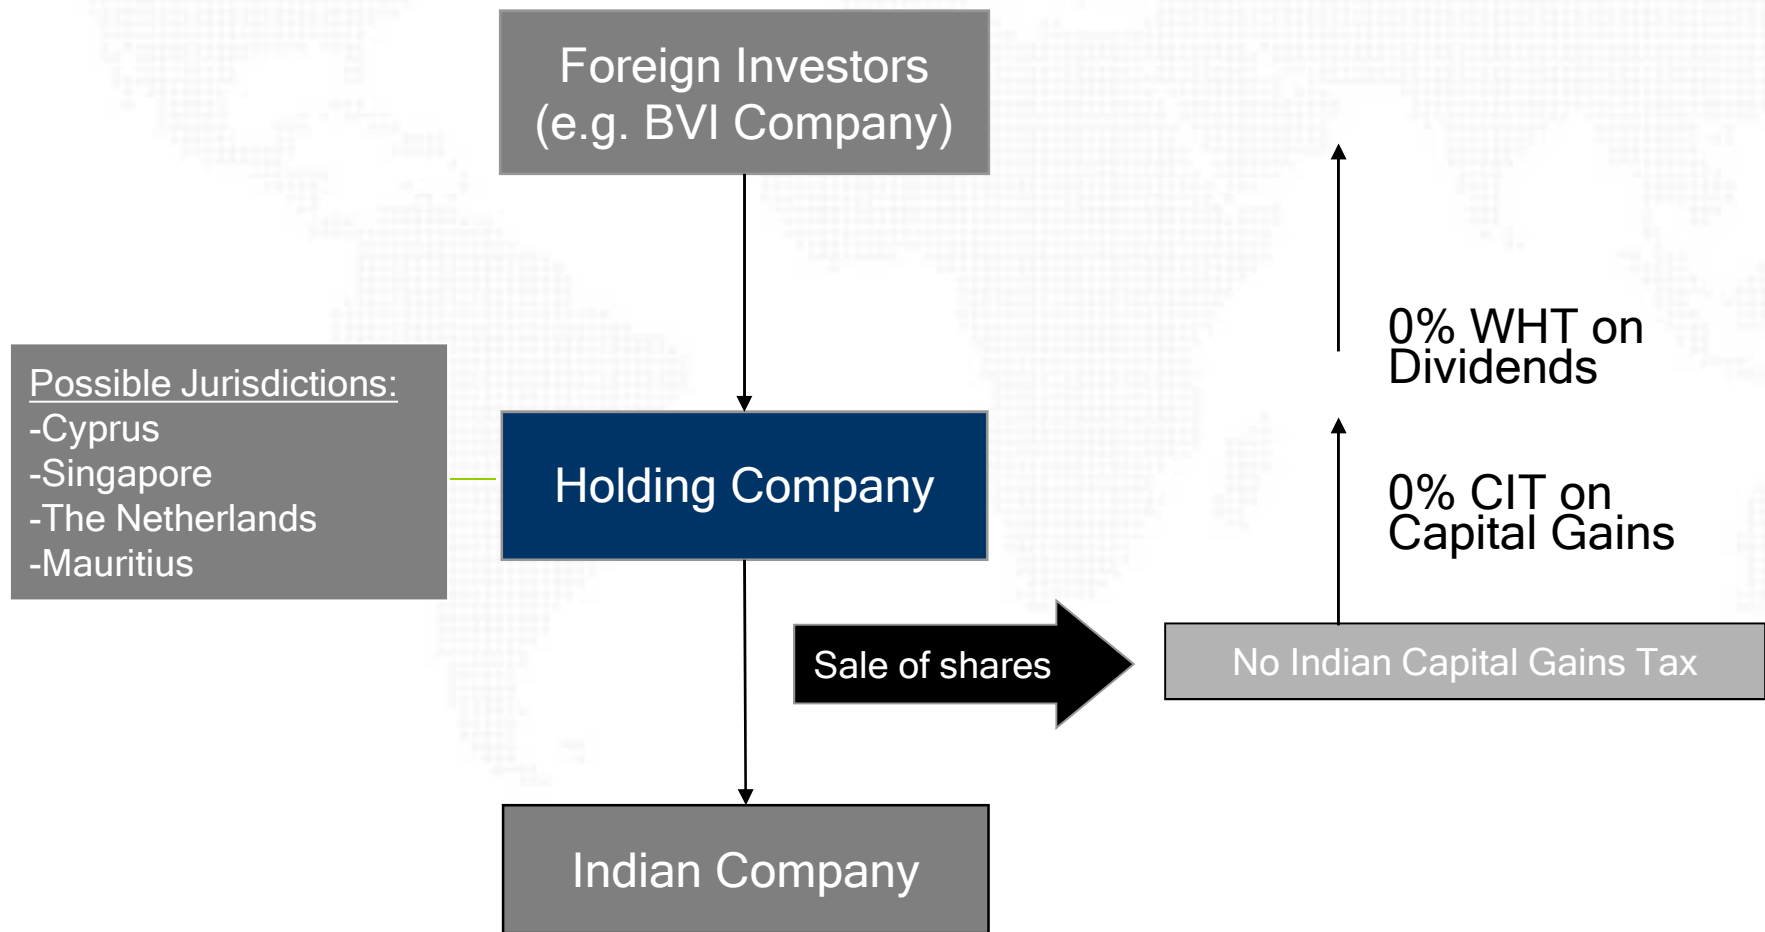 Foreign Investors
(e.g. BVI Company)
0% WHT on
Dividends
Possible Jurisdictions:
-Cyprus
-Singapore
-The Netherlands
-Mauritius
Holding Company
0% CIT on
Capital Gains
Sale of shares
No Indian Capital Gains Tax
Indian Company